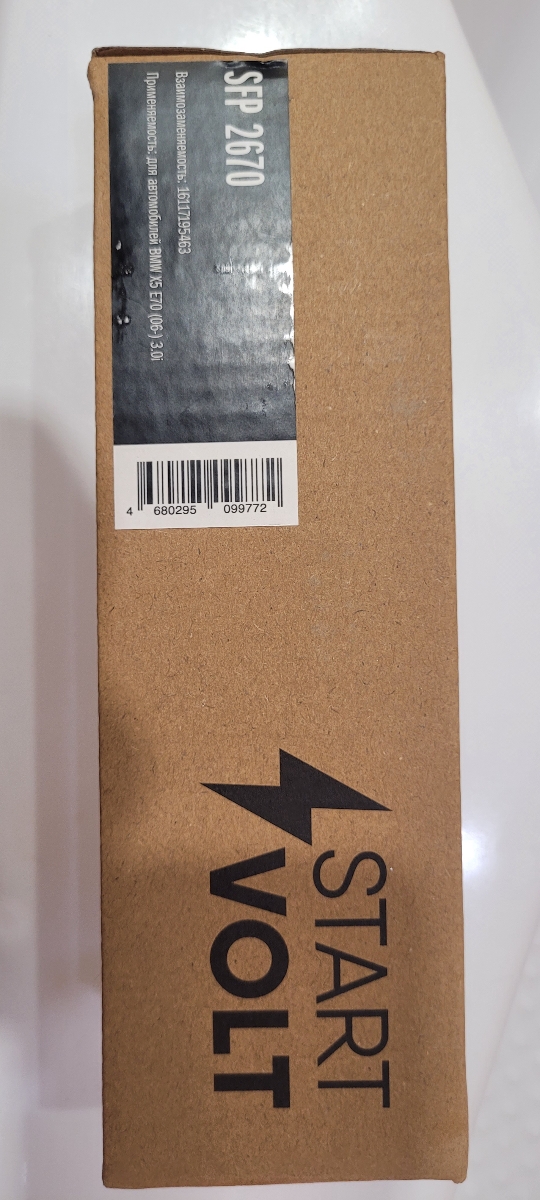 SFP 2670
Взаимозаменяемость: 16117195463
Применяемость: для автомобилей BMW X5 E70 (06-) 3.0i
4 680295 099772
START
VOLT